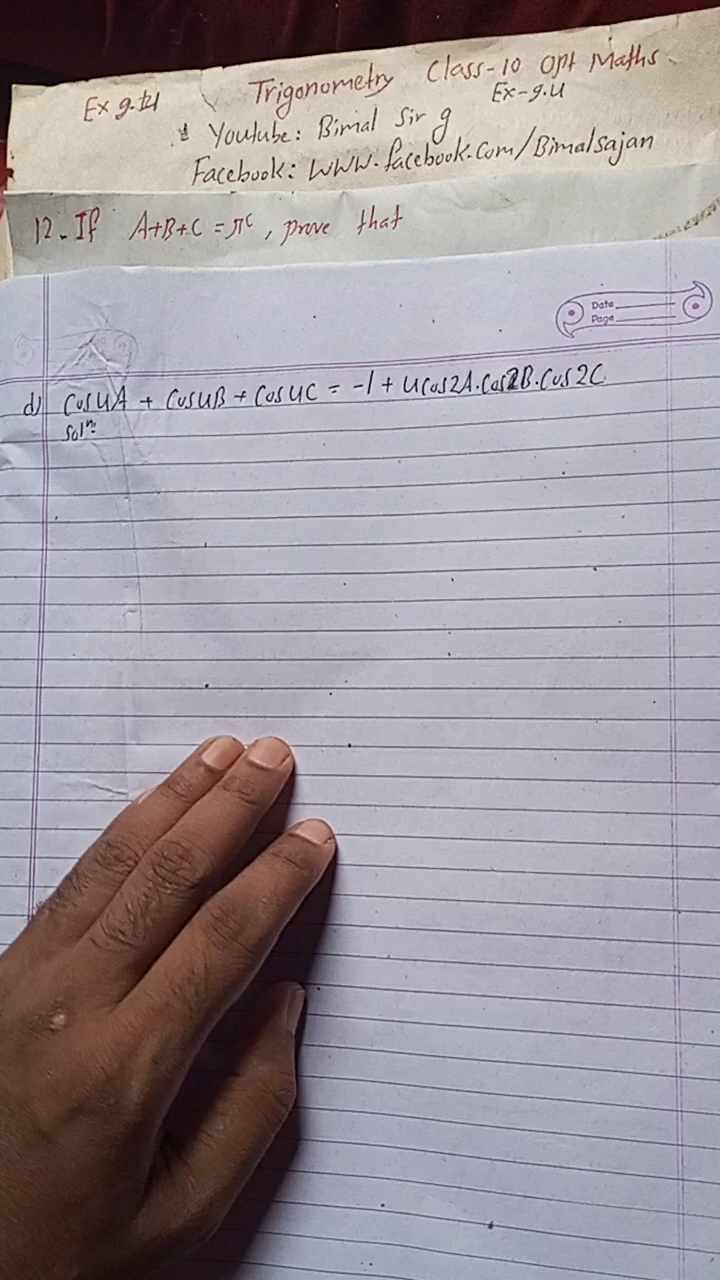 Ex 9.4 Trigonometry Class-10 Opt Maths
Ex-9.4
Youtube: Bimal Sir g
Facebook: WWW.facebook.com/Bimalsajan
12. If A+B+C = πᶜ, prove that
Date
Page
d) Cos4A + Cos4B + Cos4C = -1 + 4Cos2A.Cos2B.Cos2C
Solⁿ: